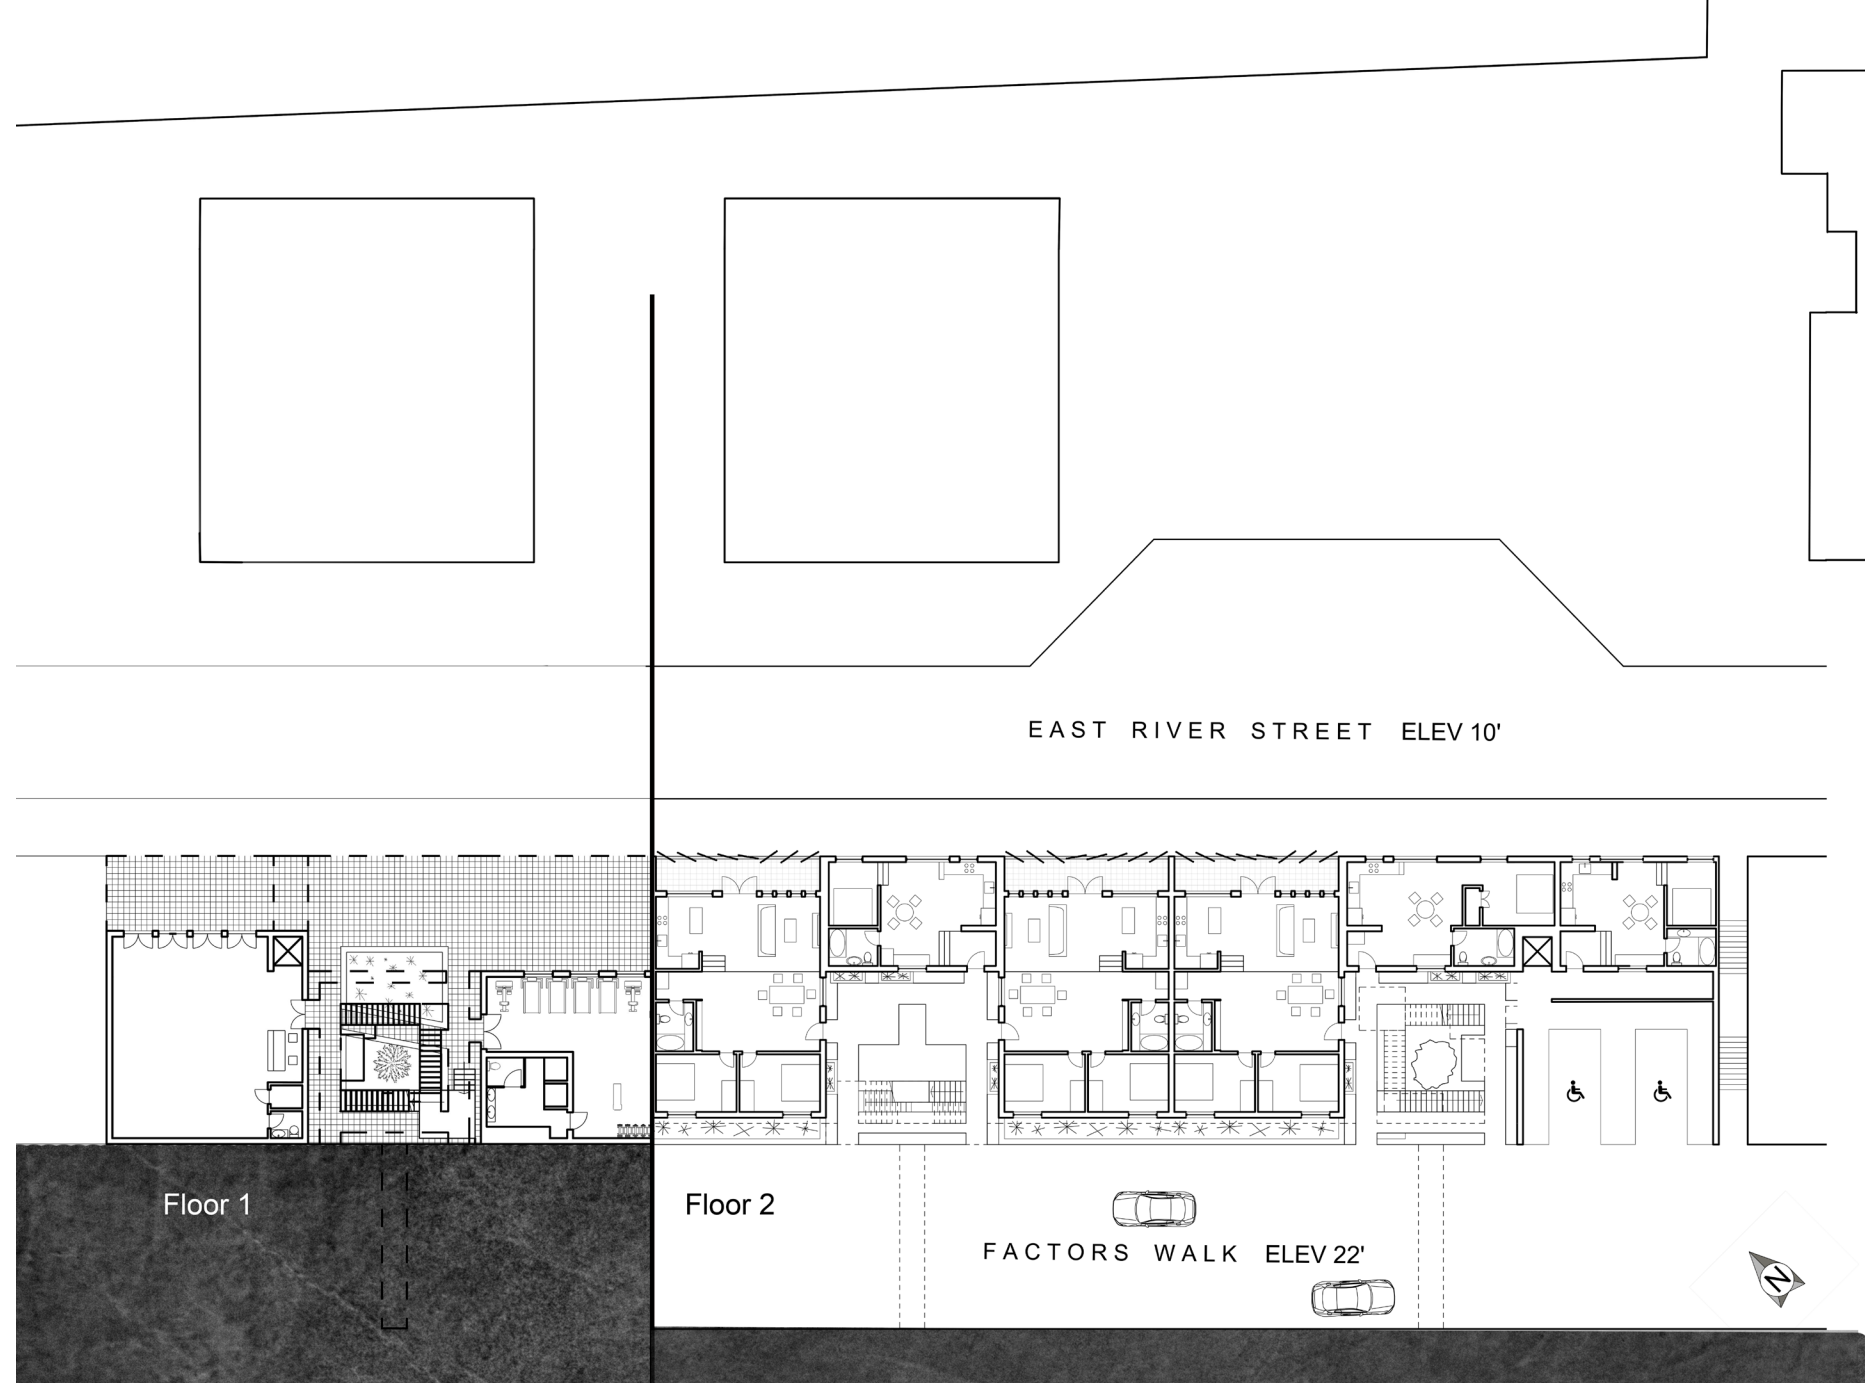 EAST RIVER STREET ELEV 10'
Floor 1
Floor 2
FACTORS WALK ELEV 22'
N